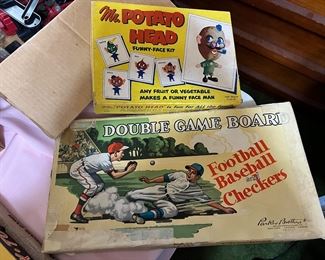 Mr. POTATO
HEAD
FUNNY-FACE KIT
ANY FRUIT OR VEGETABLE
MAKES A FUNNY FACE MAN
DOUBLE GAME BOARD
Football
Baseball
and
Checkers
Parker Brothers